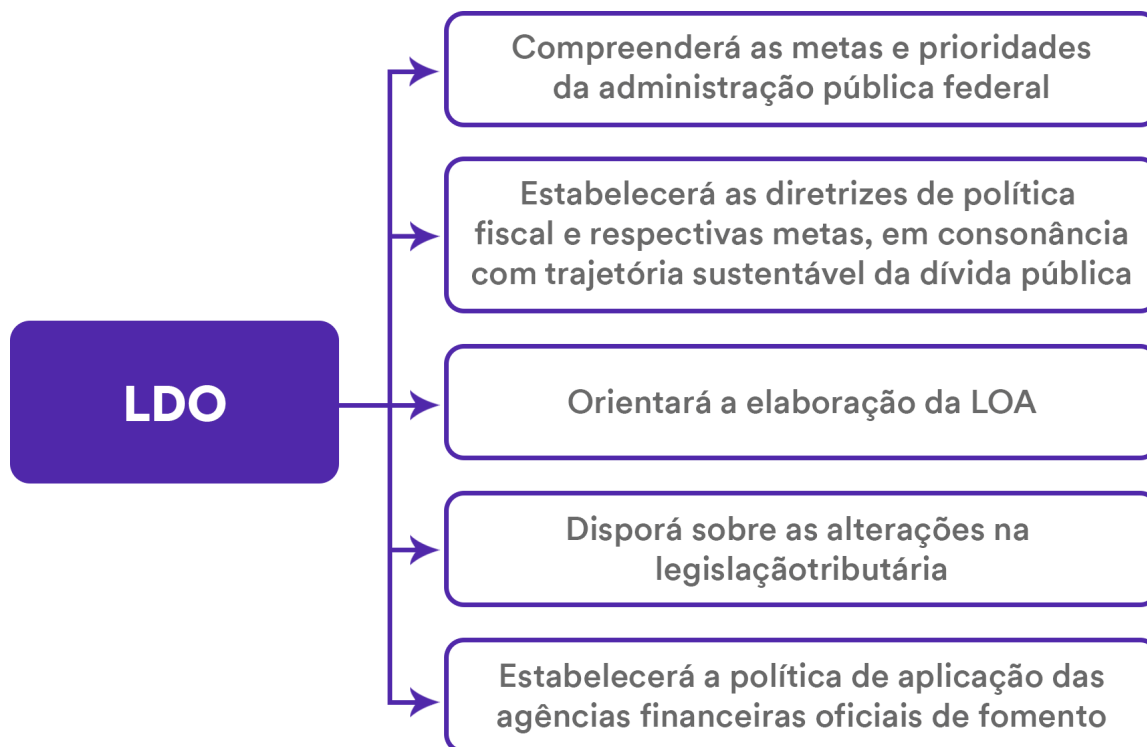 LDO
Compreenderá as metas e prioridades
da administração pública federal
Estabelecerá as diretrizes de política
fiscal e respectivas metas, em consonância
com trajetória sustentável da dívida pública
Orientará a elaboração da LOA
Disporá sobre as alterações na
legislaçãotributária
Estabelecerá a política de aplicação das
agências financeiras oficiais de fomento